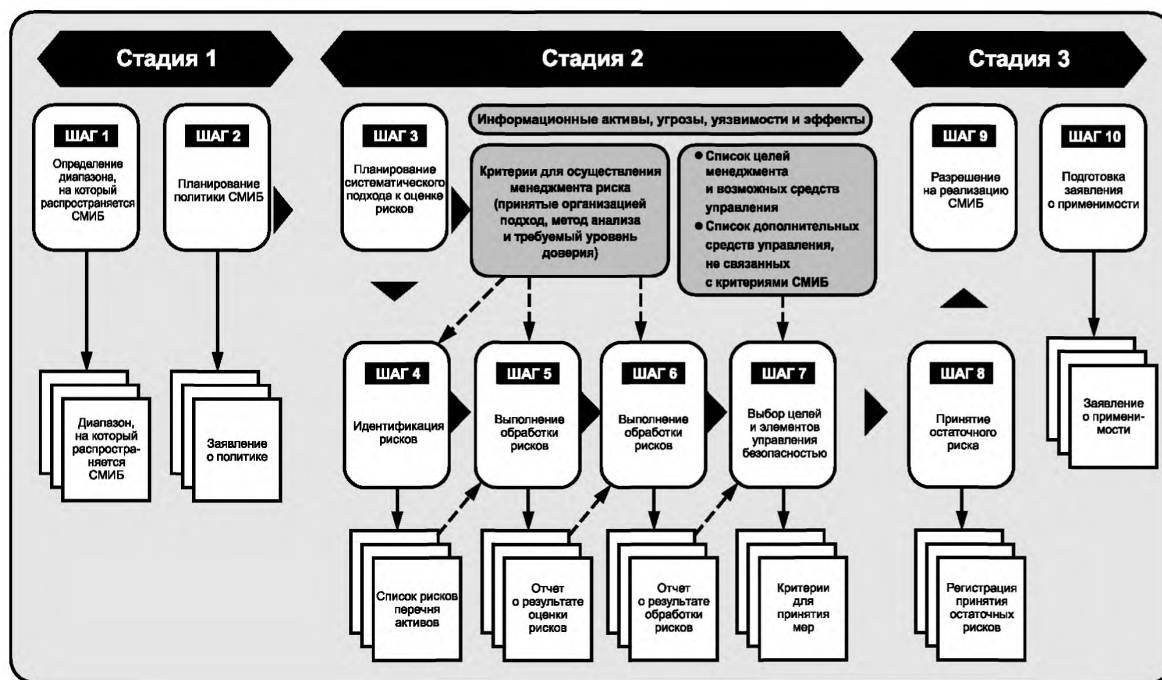 Стадия 1
Стадия 2
Стадия 3
ШАГ 1
Определение
диапазона,
на который
распространяется
СМИБ
ШАГ 2
Планирование
политики СМИБ
ШАГ 3
Планирование
систематического
подхода к оценке
рисков
Информационные активы, угрозы, уязвимости и эффекты
Критерии для осуществления
менеджмента риска
(принятые организацией
подход, метод анализа
и требуемый уровень
доверия)
● Список целей
менеджмента
и возможных средств
управления
● Список дополнительных
средств управления,
не связанных
с критериями СМИБ
ШАГ 9
Разрешение
на реализацию
СМИБ
ШАГ 10
Подготовка
заявления
о применимости
Диапазон,
на который
распростра-
няется
СМИБ
Заявление
о политике
ШАГ 4
Идентификация
рисков
ШАГ 5
Выполнение
обработки
рисков
ШАГ 6
Выполнение
обработки
рисков
ШАГ 7
Выбор целей
и элементов
управления
безопасностью
ШАГ 8
Принятие
остаточного
риска
Заявление
о примени-
мости
Список рисков
перечня
активов
Отчет
о результате
оценки
рисков
Отчет
о результате
обработки
рисков
Критерии
для
принятия
мер
Регистрация
принятия
остаточных
рисков